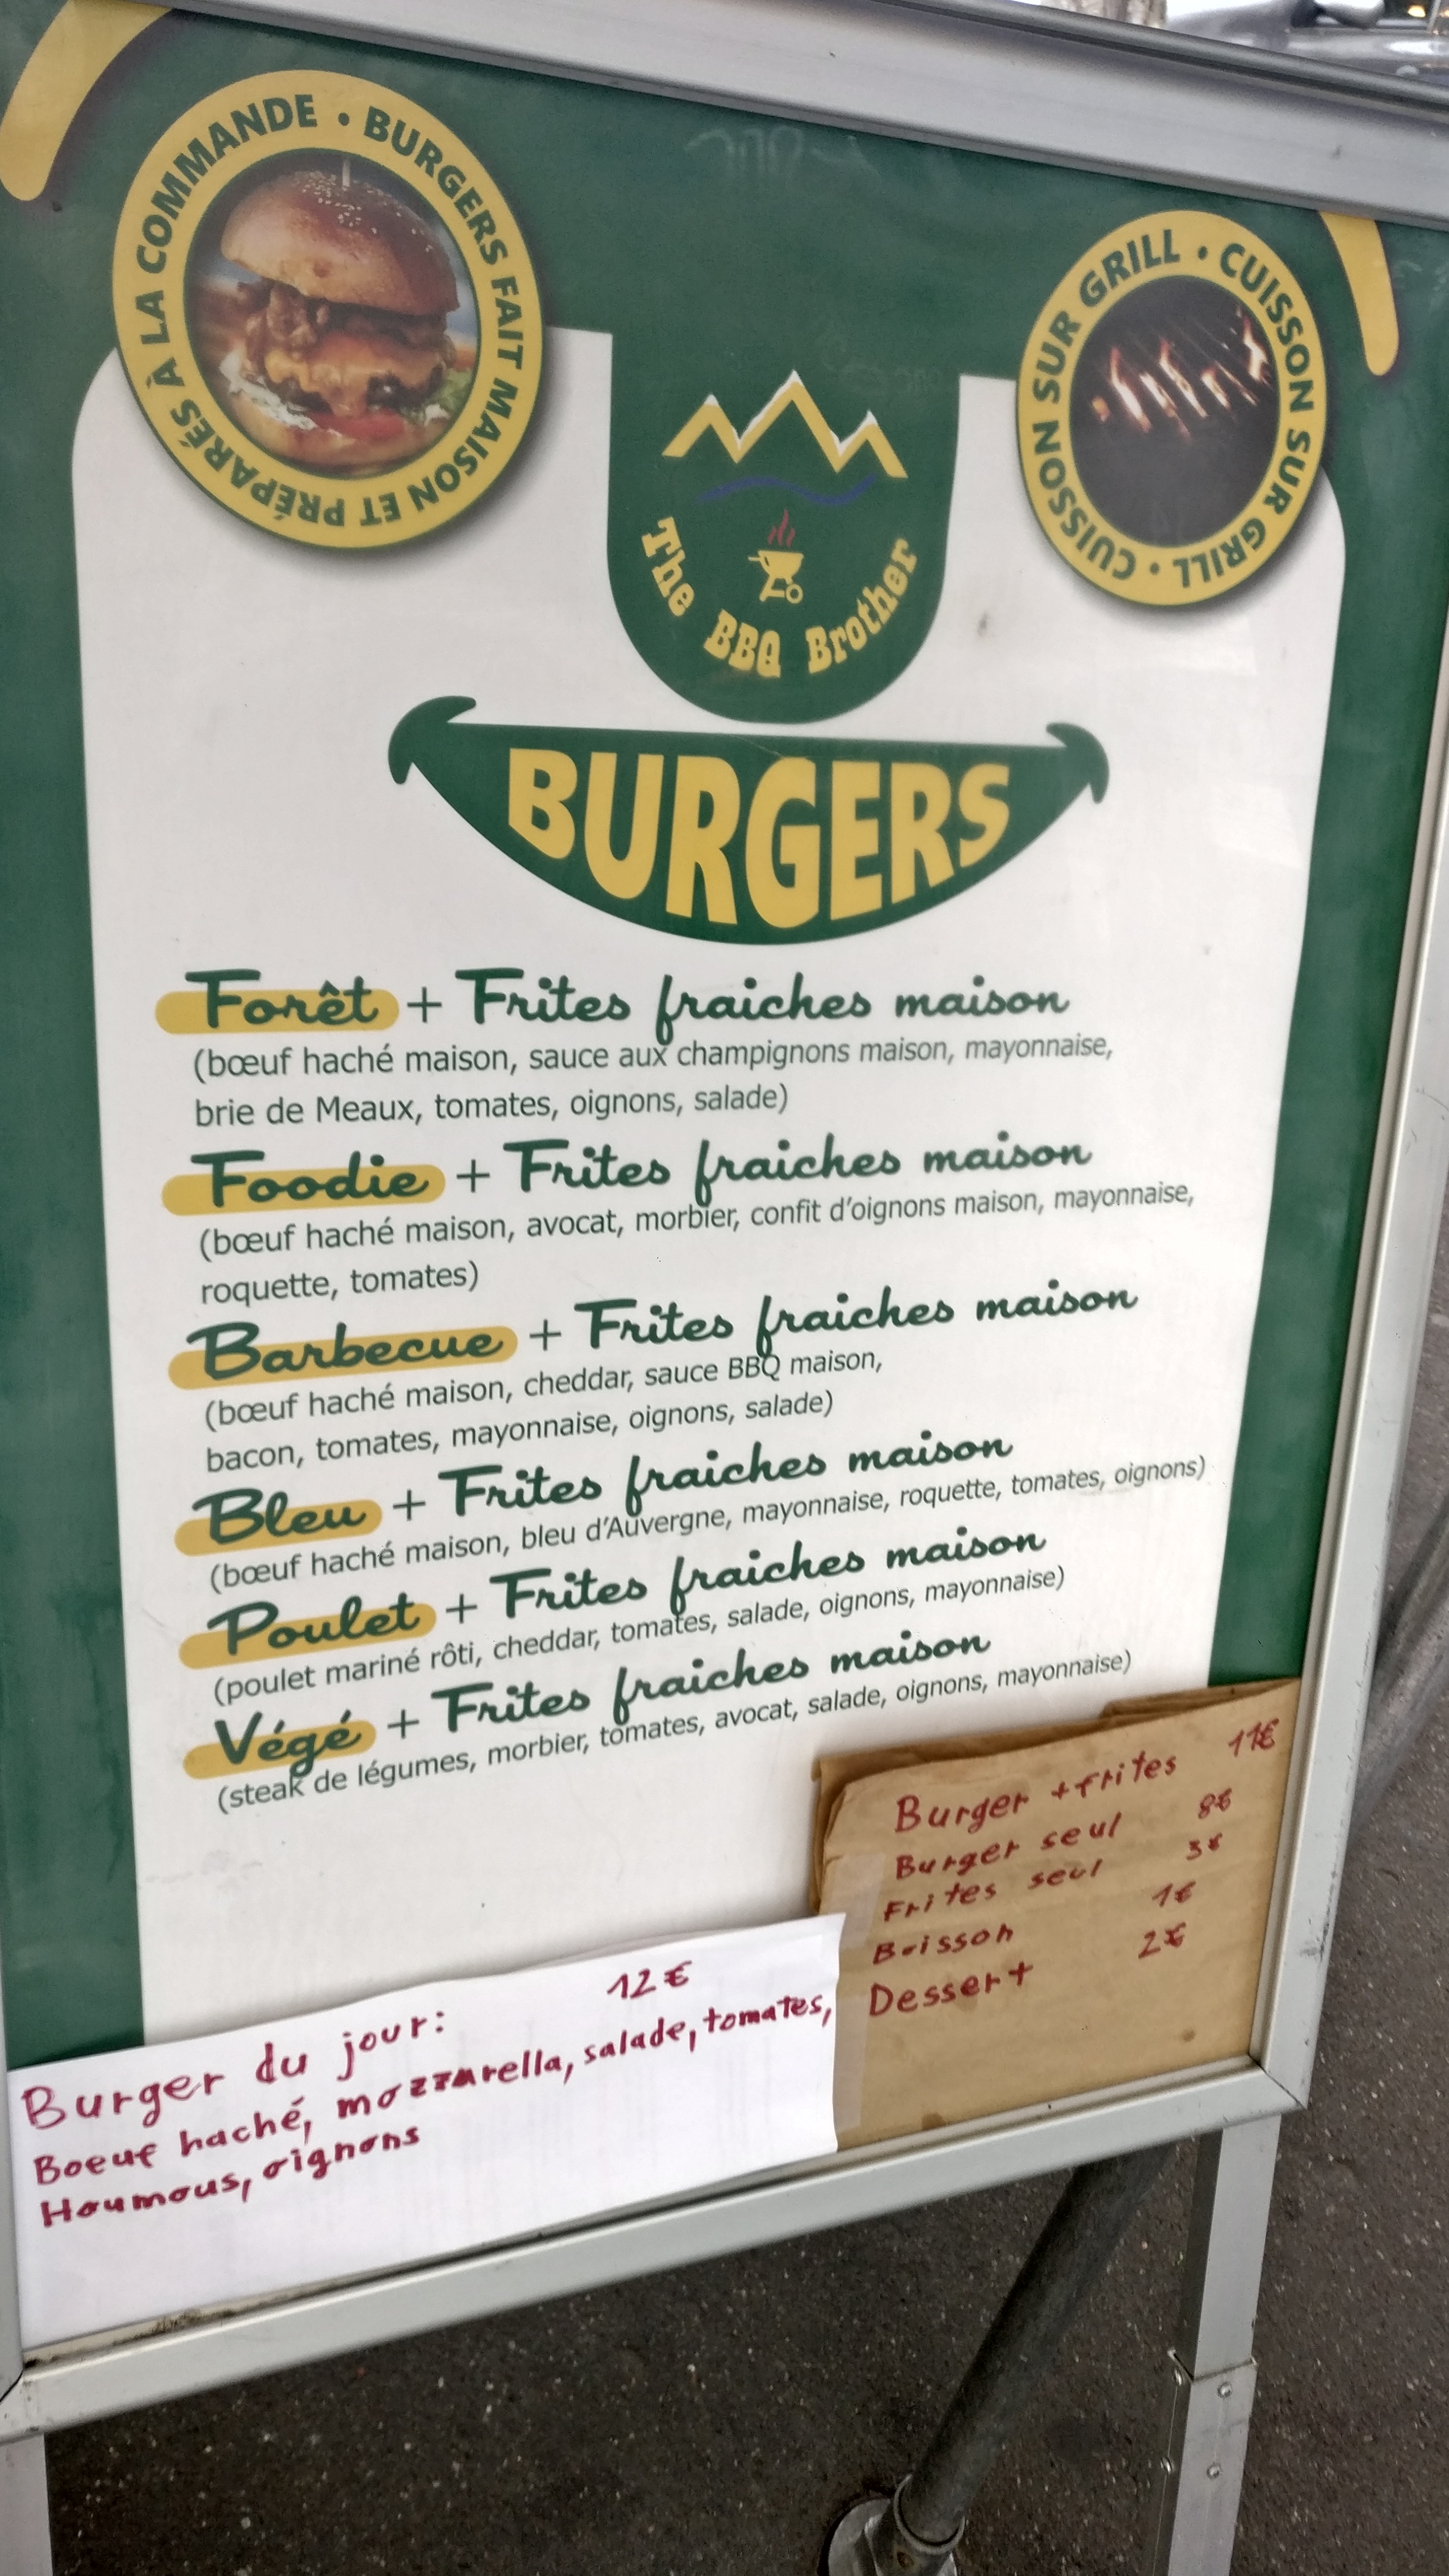 BURGERS FAIT MAISON ET PRÉPARÉS À LA COMMANDE •
CUISSON SUR GRILL • CUISSON SUR GRILL •
The BBQ Brother
BURGERS
Forêt + Frites fraiches maison
(bœuf haché maison, sauce aux champignons maison, mayonnaise,
brie de Meaux, tomates, oignons, salade)
Foodie + Frites fraiches maison
(bœuf haché maison, avocat, morbier, confit d'oignons maison, mayonnaise,
roquette, tomates)
Barbecue + Frites fraiches maison
(bœuf haché maison, cheddar, sauce BBQ maison,
bacon, tomates, mayonnaise, oignons, salade)
Bleu + Frites fraiches maison
(bœuf haché maison, bleu d'Auvergne, mayonnaise, roquette, tomates, oignons)
Poulet + Frites fraiches maison
(poulet mariné rôti, cheddar, tomates, salade, oignons, mayonnaise)
Végé + Frites fraiches maison
(steak de légumes, morbier, tomates, avocat, salade, oignons, mayonnaise)
Burger + frites 11€
Burger seul 8€
Frites seul 3€
Boisson 1€
Dessert 2€
Burger du jour: 12€
Boeuf haché, mozzarella, salade, tomates,
Houmous, oignons